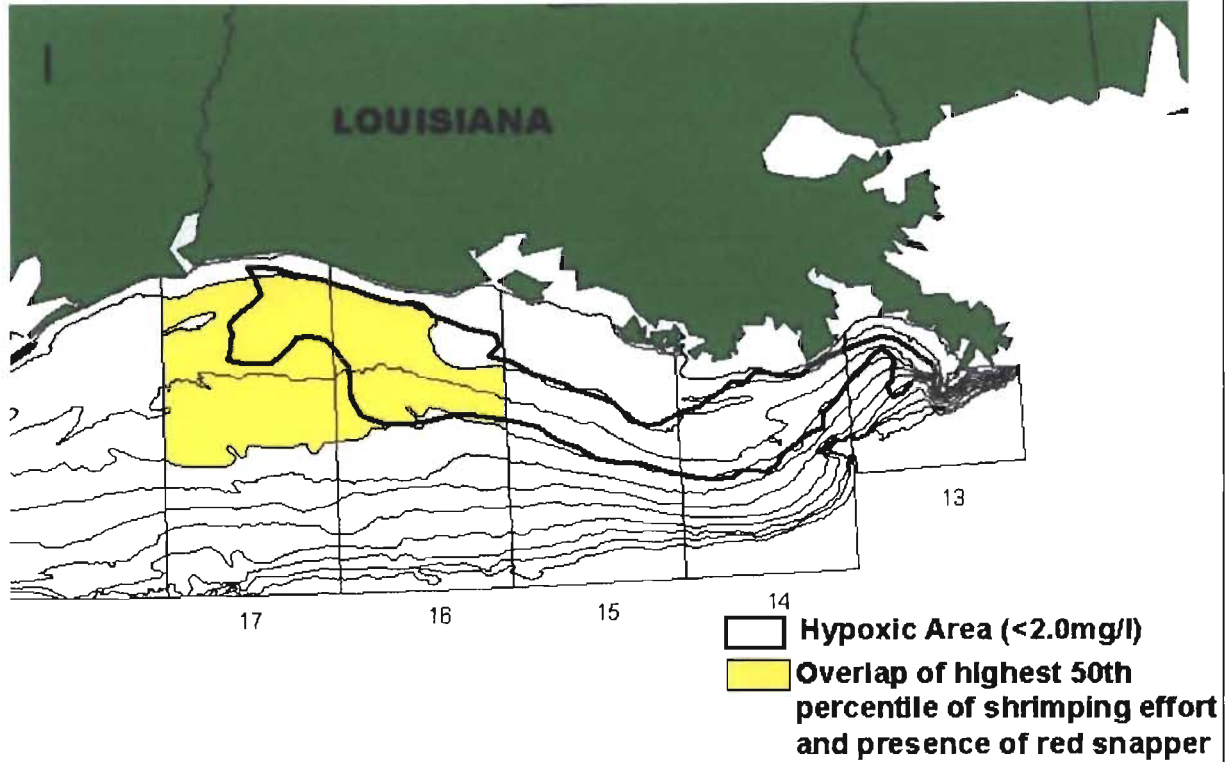 LOUISIANA
13
17
16
15
14
Hypoxic Area (<2.0mg/l)
Overlap of highest 50th
percentile of shrimping effort
and presence of red snapper